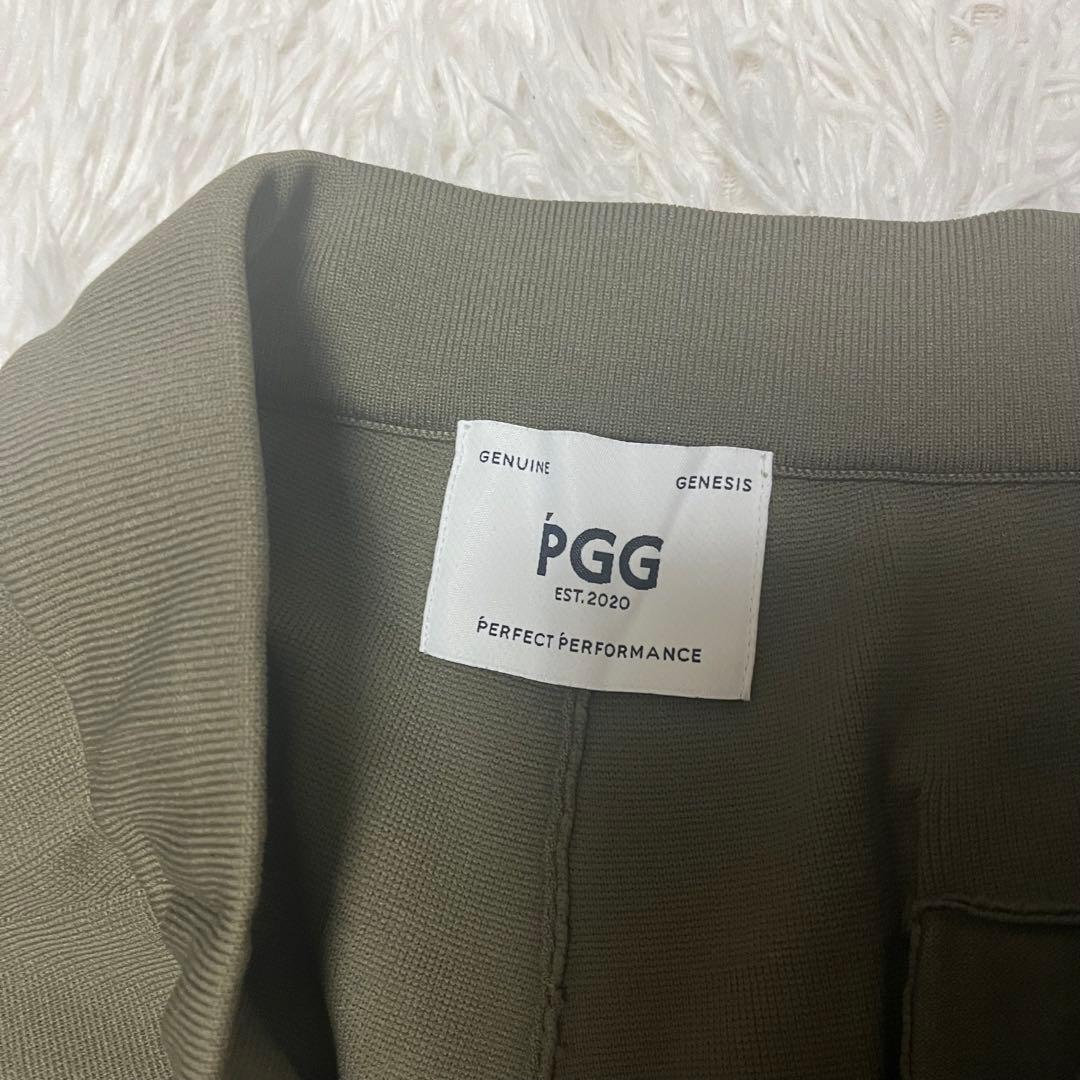 GENUINE
GENESIS
ṔGG
EST.2020
ṔERFECT ṔERFORMANCE